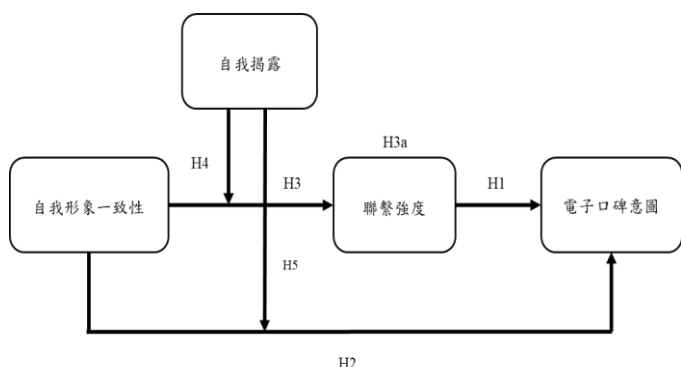 自我揭露
H3a
H4
H3
H1
自我形象一致性
聯繫強度
電子口碑意圖
H5
H2